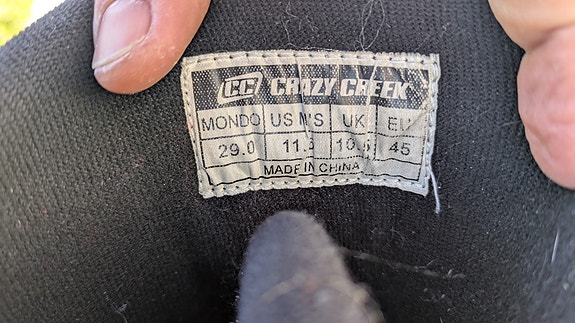 CC CRAZY CREEK
MONDO US M'S UK EU
29.0 11.5 10.5 45
MADE IN CHINA